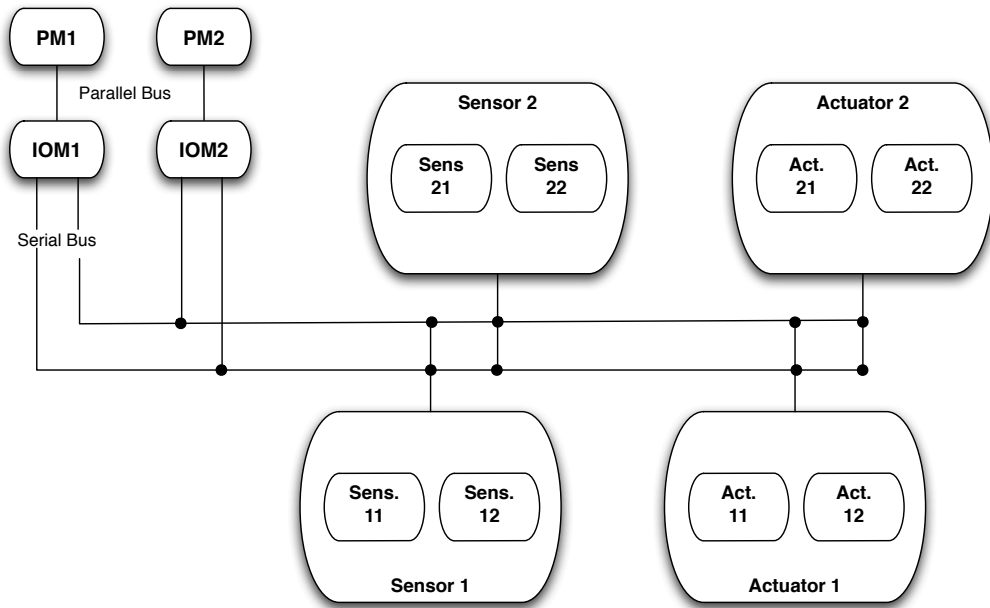 PM1
PM2
Parallel Bus
IOM1
IOM2
Serial Bus
Sensor 2
Sens
21
Sens
22
Actuator 2
Act.
21
Act.
22
Sens.
11
Sens.
12
Sensor 1
Act.
11
Act.
12
Actuator 1